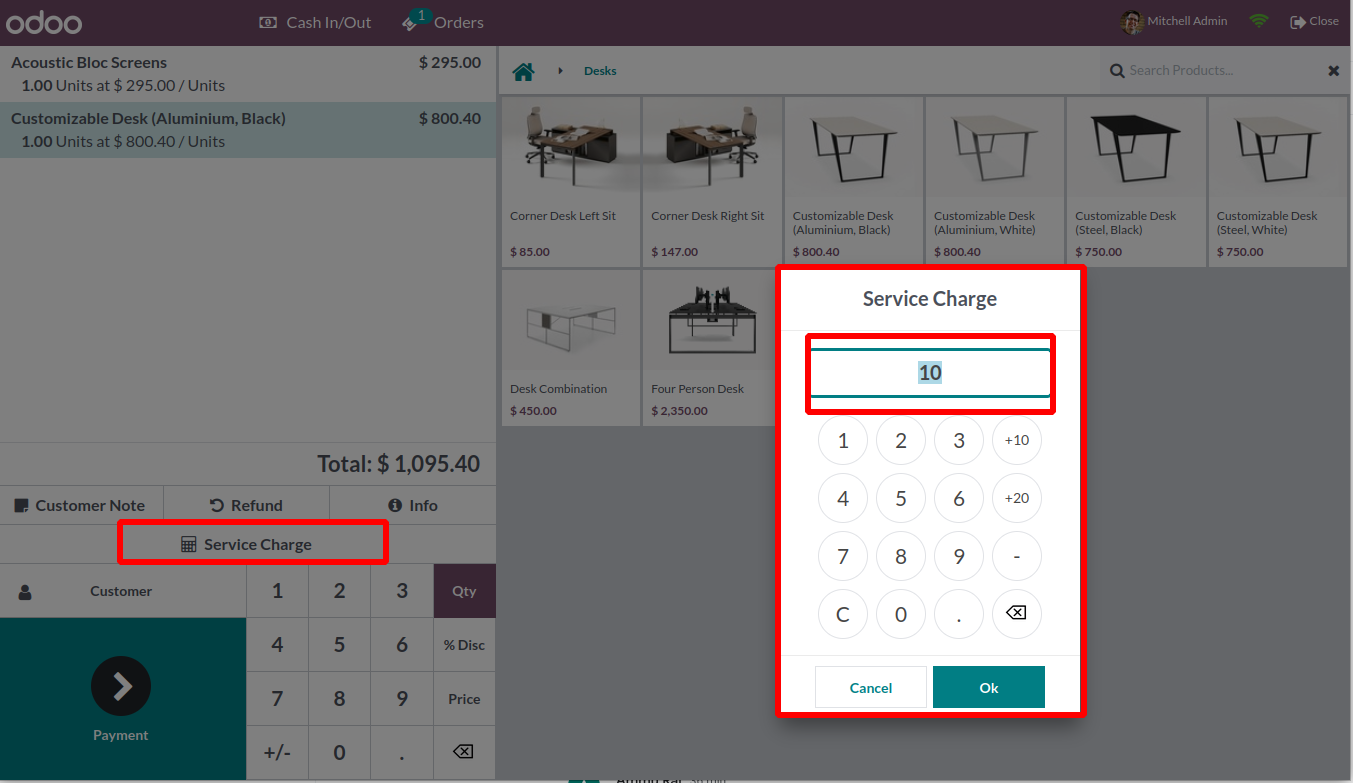 odoo
Cash In/Out
1
Orders
Mitchell Admin
Close
Acoustic Bloc Screens $ 295.00
1.00 Units at $ 295.00 / Units
Customizable Desk (Aluminium, Black) $ 800.40
1.00 Units at $ 800.40 / Units
Total: $ 1,095.40
Customer Note
Refund
Info
Service Charge
Customer
1 2 3 Qty
4 5 6 % Disc
7 8 9 Price
+/- 0 .
Payment
Desks
Search Products...
Corner Desk Left Sit
$ 85.00
Corner Desk Right Sit
$ 147.00
Customizable Desk
(Aluminium, Black)
$ 800.40
Customizable Desk
(Aluminium, White)
$ 800.40
Customizable Desk
(Steel, Black)
$ 750.00
Customizable Desk
(Steel, White)
$ 750.00
Desk Combination
$ 450.00
Four Person Desk
$ 2,350.00
Service Charge
10
1 2 3 +10
4 5 6 +20
7 8 9 -
C 0 .
Cancel
Ok